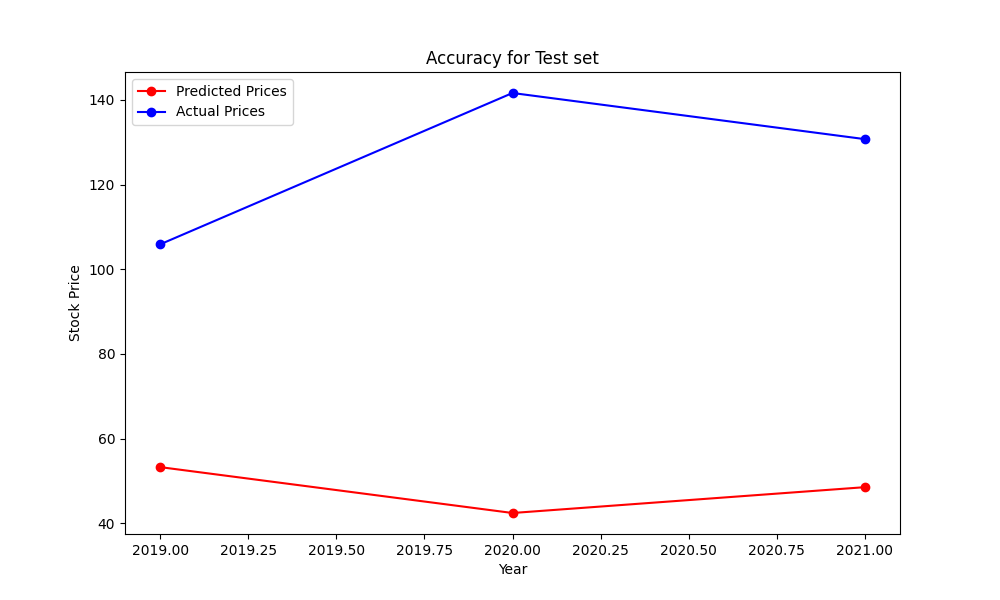 Accuracy for Test set
Predicted Prices
Actual Prices
140
120
100
80
60
40
Stock Price
2019.00 2019.25 2019.50 2019.75 2020.00 2020.25 2020.50 2020.75 2021.00
Year